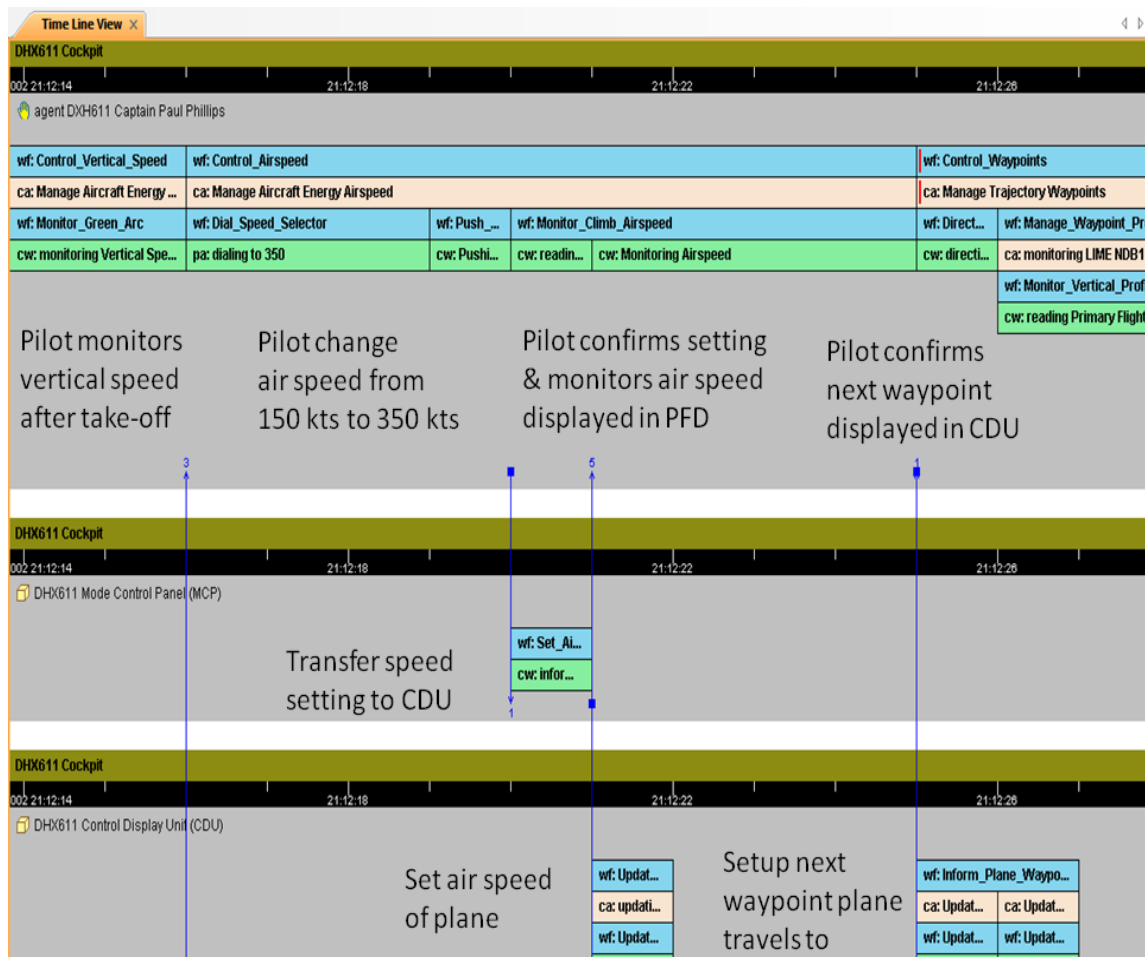 Time Line View
DHX611 Cockpit
002 21:12:14 21:12:18 21:12:22 21:12:26
agent DXH611 Captain Paul Phillips
wf: Control_Vertical_Speed wf: Control_Airspeed wf: Control_Waypoints
ca: Manage Aircraft Energy ... ca: Manage Aircraft Energy Airspeed ca: Manage Trajectory Waypoints
wf: Monitor_Green_Arc wf: Dial_Speed_Selector wf: Push_... wf: Monitor_Climb_Airspeed wf: Direct... wf: Manage_Waypoint_Pr
cw: monitoring Vertical Spe... pa: dialing to 350 cw: Pushi... cw: readin... cw: Monitoring Airspeed cw: directi... ca: monitoring LIME NDB1
wf: Monitor_Vertical_Prof
cw: reading Primary Flight
Pilot monitors
vertical speed
after take-off
Pilot change
air speed from
150 kts to 350 kts
Pilot confirms setting
& monitors air speed
displayed in PFD
Pilot confirms
next waypoint
displayed in CDU
3 5 1
DHX611 Cockpit
002 21:12:14 21:12:18 21:12:22 21:12:26
DHX611 Mode Control Panel (MCP)
wf: Set_Ai...
cw: infor...
Transfer speed
setting to CDU
1
DHX611 Cockpit
002 21:12:14 21:12:18 21:12:22 21:12:26
DHX611 Control Display Unit (CDU)
Set air speed
of plane
wf: Updat...
ca: updati...
wf: Updat...
Setup next
waypoint plane
travels to
wf: Inform_Plane_Waypo...
ca: Updat... ca: Updat...
wf: Updat... wf: Updat...